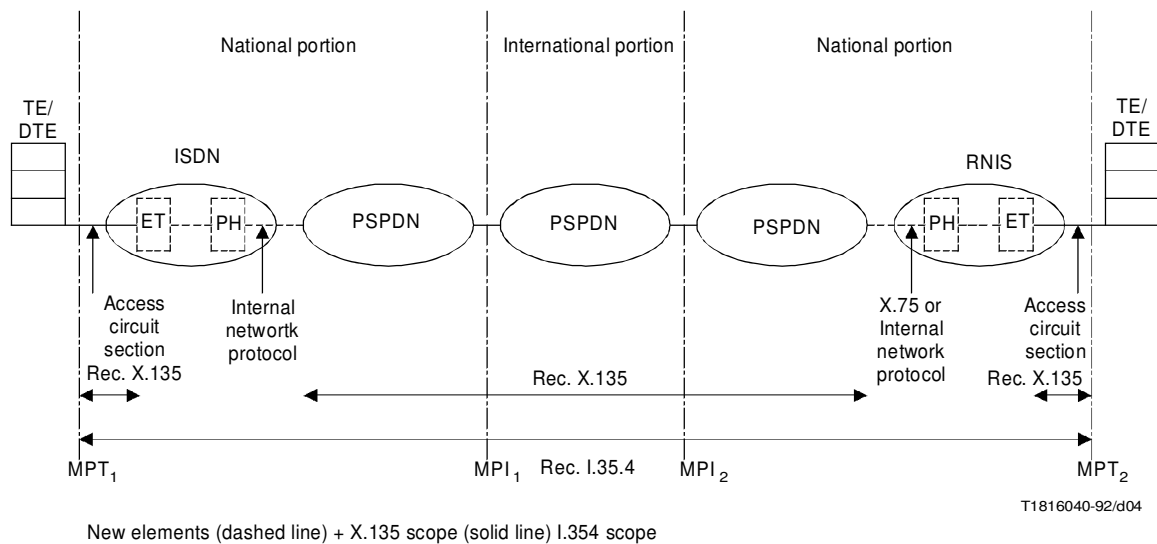 National portion
International portion
National portion
TE/
DTE
TE/
DTE
ISDN
RNIS
ET
PH
PSPDN
PSPDN
PSPDN
PH
ET
Access
circuit
section
Rec. X.135
Internal
networtk
protocol
Rec. X.135
X.75 or
Internal
network
protocol
Access
circuit
section
Rec. X.135
MPT1
MPI1
Rec. I.35.4
MPI2
MPT2
T1816040-92/d04
New elements (dashed line) + X.135 scope (solid line) I.354 scope